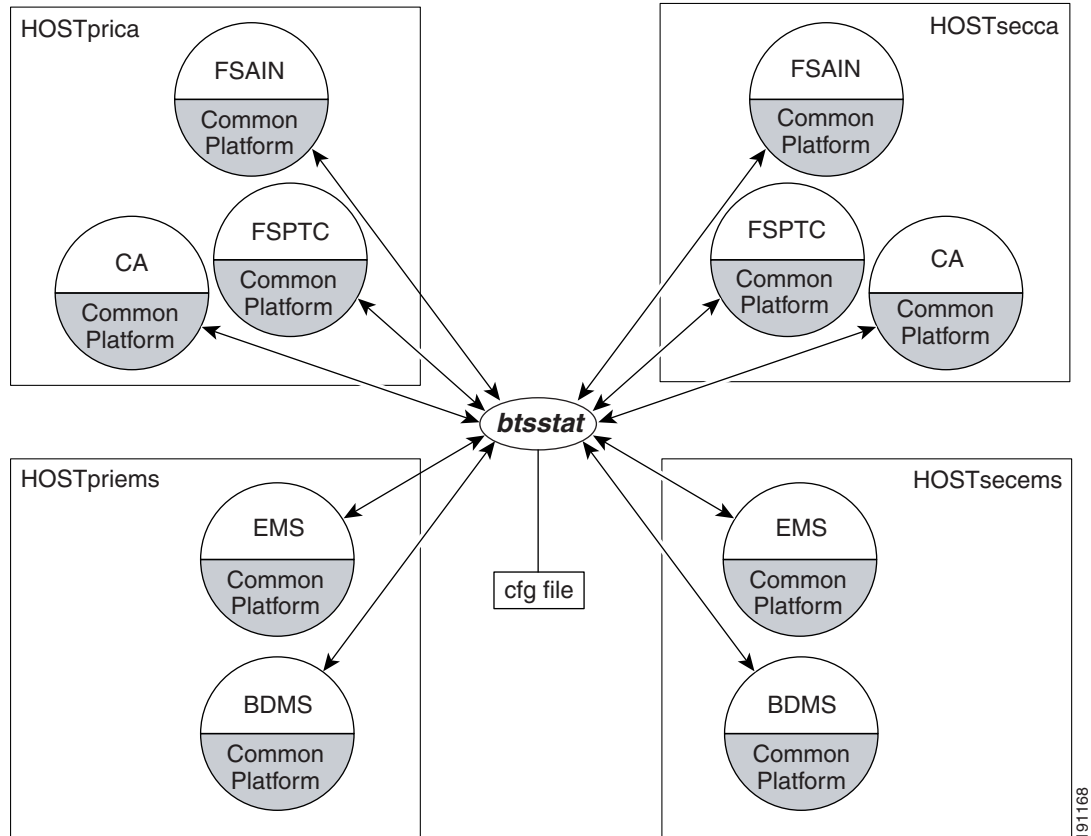 HOSTprica
FSAIN
Common
Platform
FSPTC
Common
Platform
CA
Common
Platform
HOSTsecca
FSAIN
Common
Platform
FSPTC
Common
Platform
CA
Common
Platform
btsstat
cfg file
HOSTpriems
EMS
Common
Platform
BDMS
Common
Platform
HOSTsecems
EMS
Common
Platform
BDMS
Common
Platform
191168